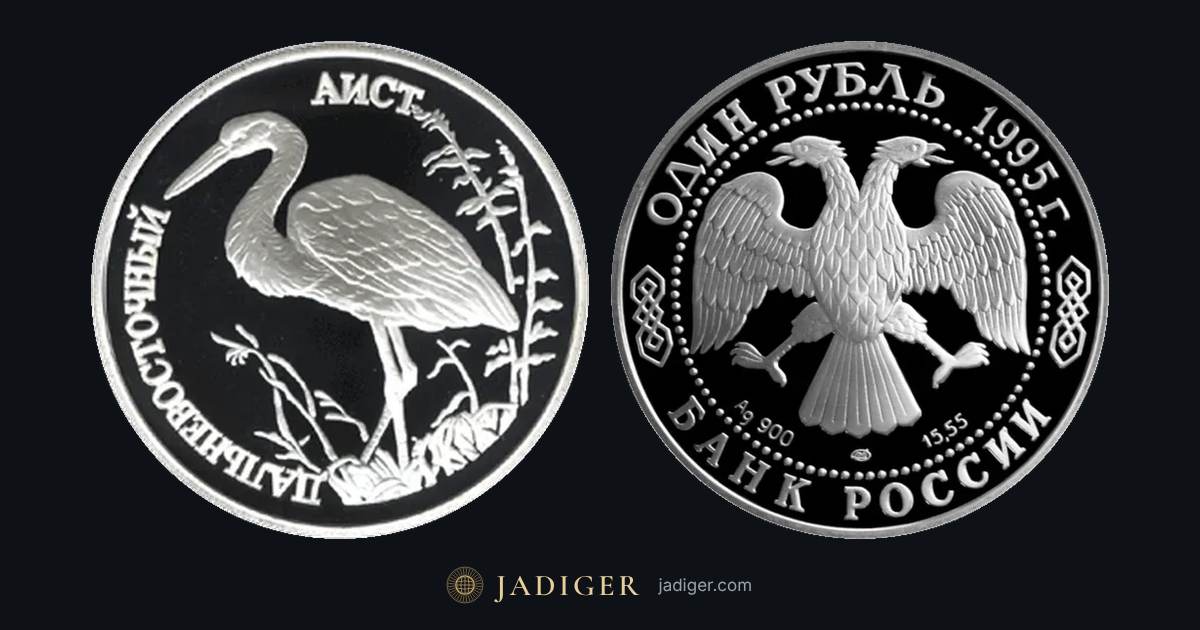 АИСТ
ДАЛЬНЕВОСТОЧНЫЙ
ОДИН РУБЛЬ 1995 г.
Ag 900
15,55
БАНК РОССИИ
JADIGER jadiger.com